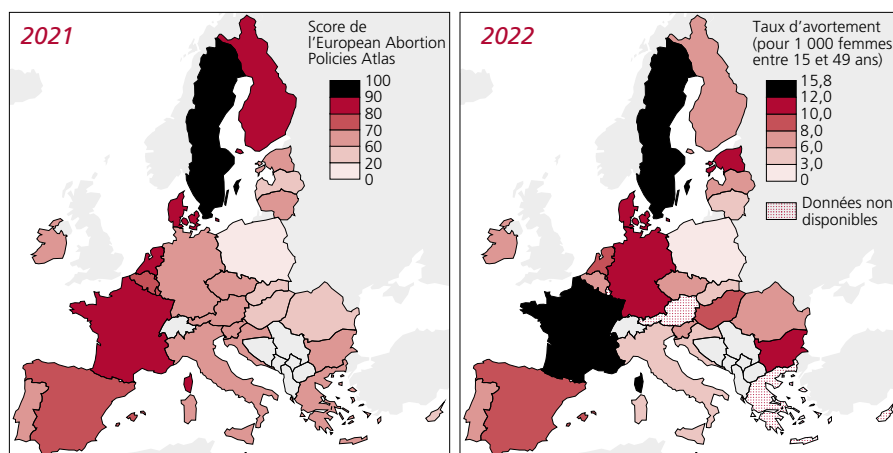 2021
Score de
l'European Abortion
Policies Atlas
100
90
80
70
60
20
0
2022
Taux d'avortement
(pour 1 000 femmes
entre 15 et 49 ans)
15,8
12,0
10,0
8,0
6,0
3,0
0
Données non
disponibles